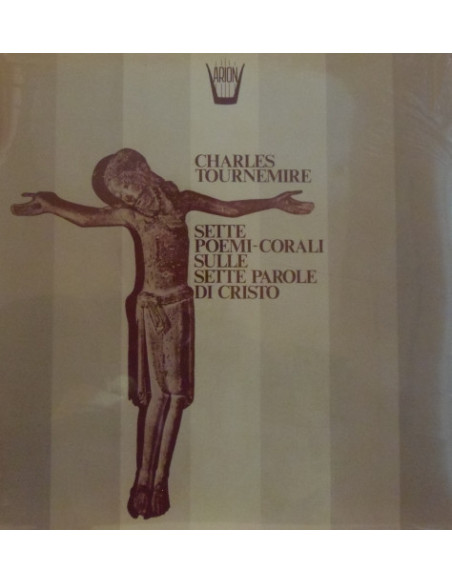 ARION
CHARLES
TOURNEMIRE
SETTE
POEMI-CORALI
SULLE
SETTE PAROLE
DI CRISTO